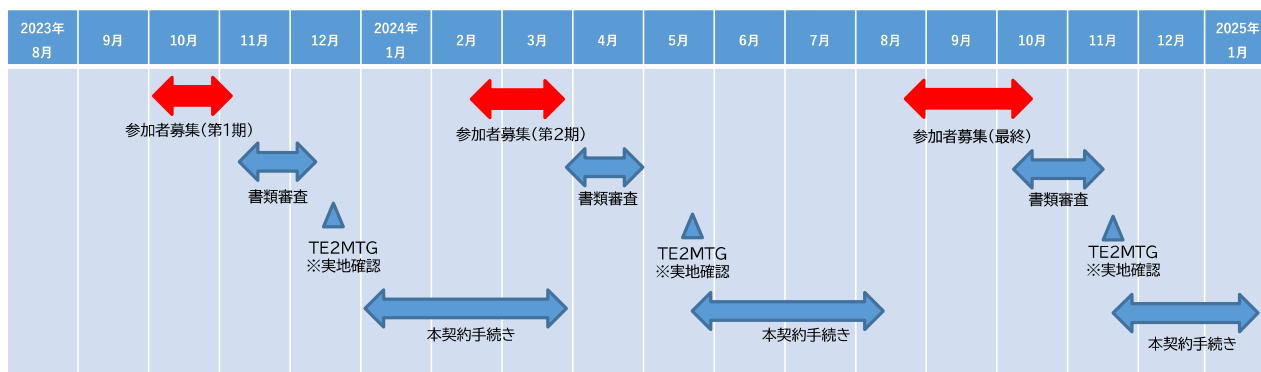 2023年
8月
9月
10月
11月
12月
2024年
1月
2月
3月
4月
5月
6月
7月
8月
9月
10月
11月
12月
2025年
1月
参加者募集(第1期)
参加者募集(第2期)
参加者募集(最終)
書類審査
書類審査
書類審査
TE2MTG
※実地確認
TE2MTG
※実地確認
TE2MTG
※実地確認
本契約手続き
本契約手続き
本契約手続き